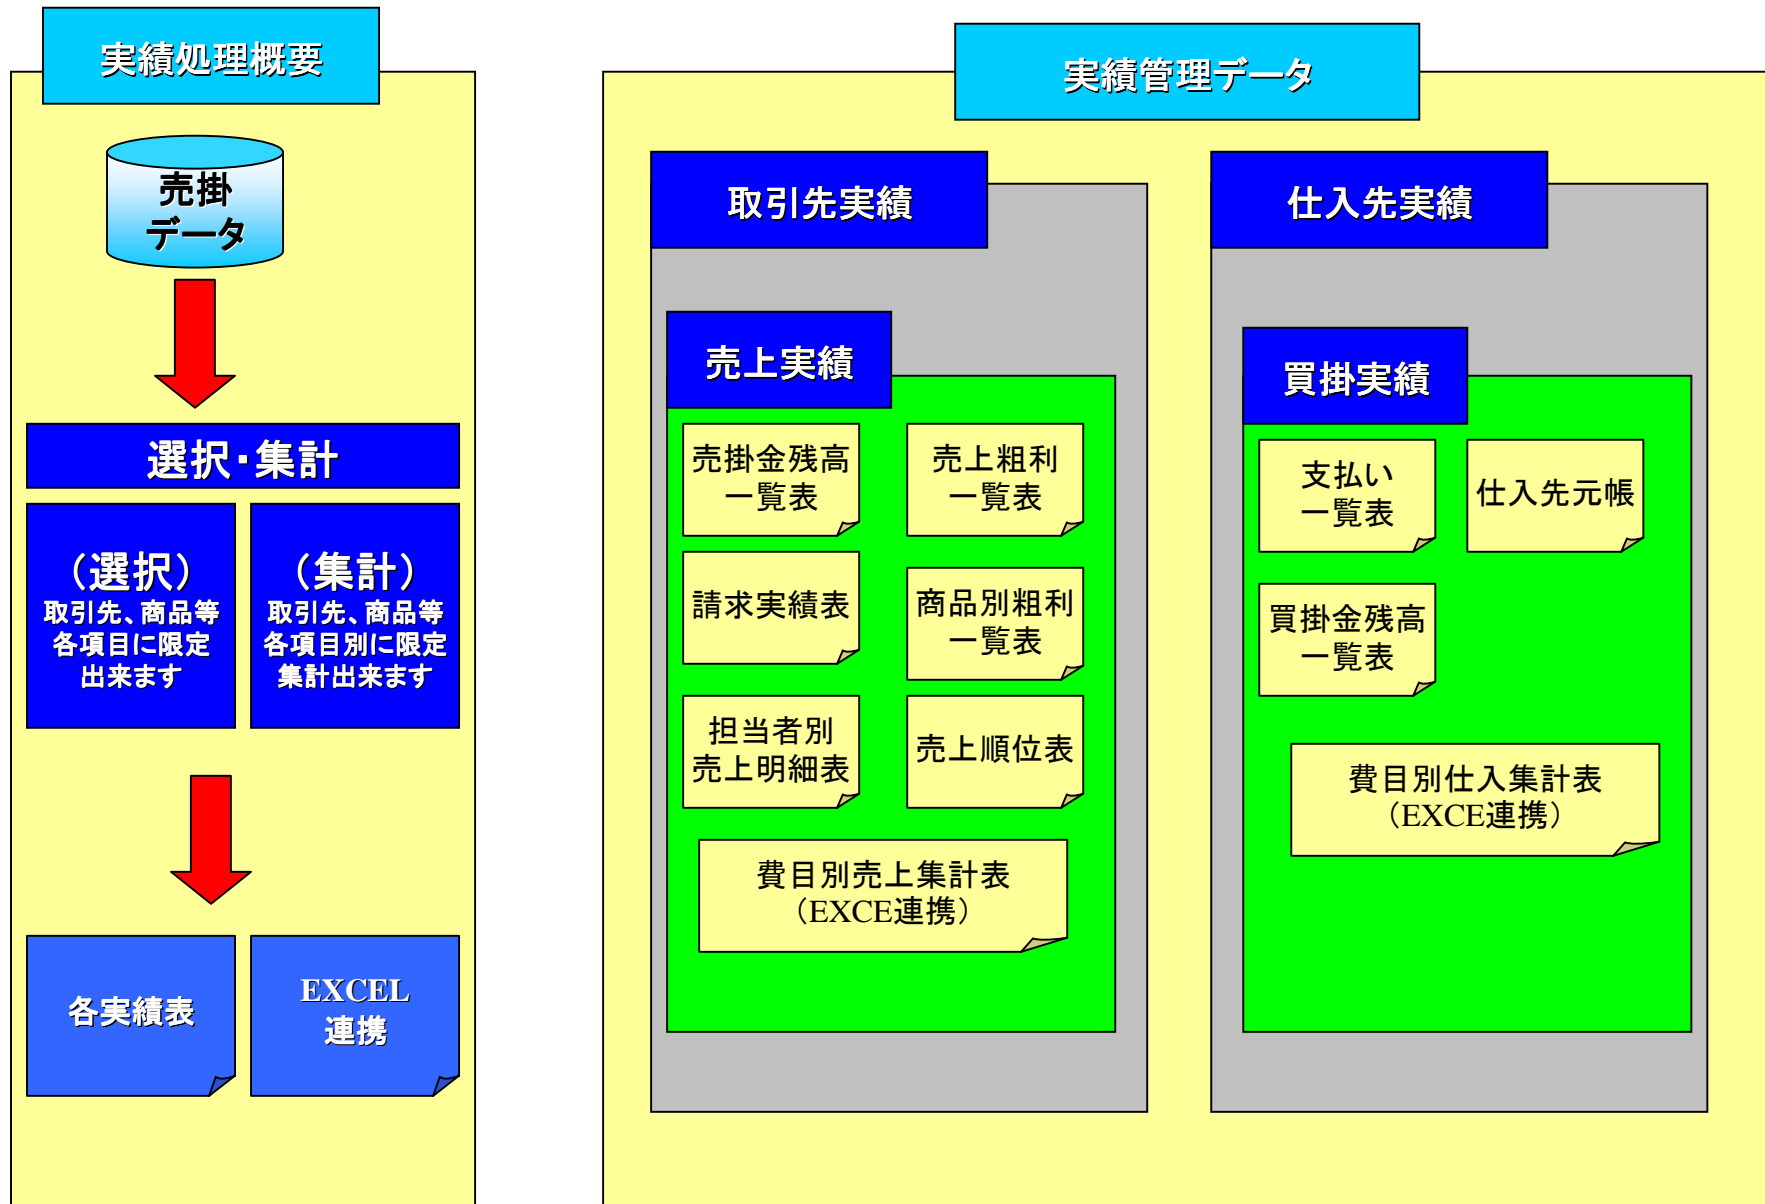 実績処理概要
売掛
データ
選択・集計
（選択）
取引先、商品等
各項目に限定
出来ます
（集計）
取引先、商品等
各項目別に限定
集計出来ます
各実績表
EXCEL
連携
実績管理データ
取引先実績
売上実績
売掛金残高
一覧表
売上粗利
一覧表
請求実績表
商品別粗利
一覧表
担当者別
売上明細表
売上順位表
費目別売上集計表
（EXCE連携）
仕入先実績
買掛実績
支払い
一覧表
仕入先元帳
買掛金残高
一覧表
費目別仕入集計表
（EXCE連携）